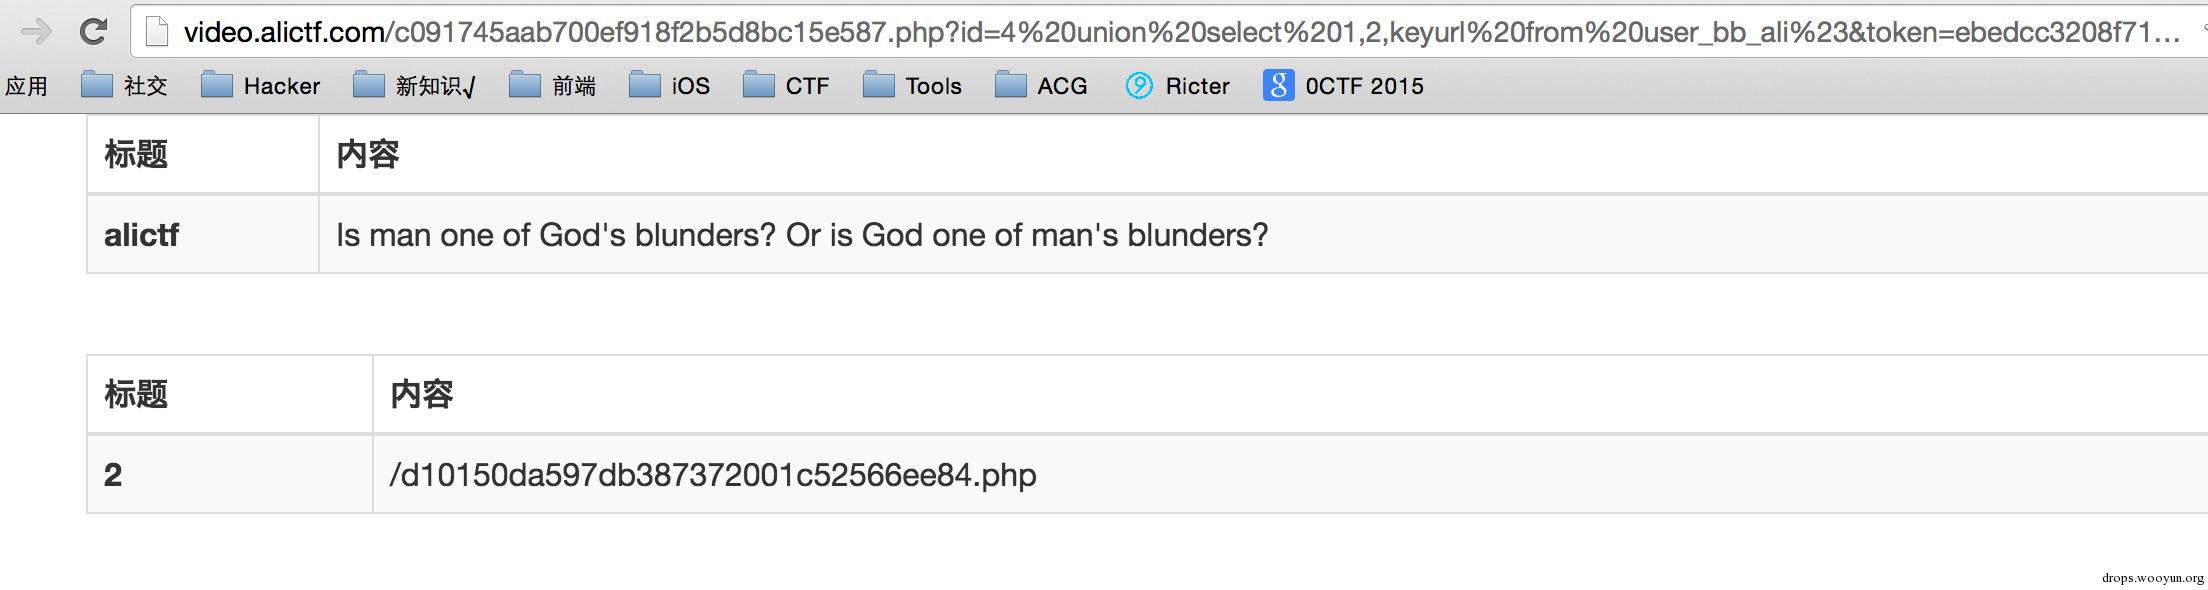 video.alictf.com/c091745aab700ef918f2b5d8bc15e587.php?id=4%20union%20select%201,2,keyurl%20from%20user_bb_ali%23&token=ebedcc3208f71...
应用 社交 Hacker 新知识√ 前端 iOS CTF Tools ACG Ricter g 0CTF 2015
标题 内容
alictf Is man one of God's blunders? Or is God one of man's blunders?
标题 内容
2 /d10150da597db387372001c52566ee84.php
drops.wooyun.org